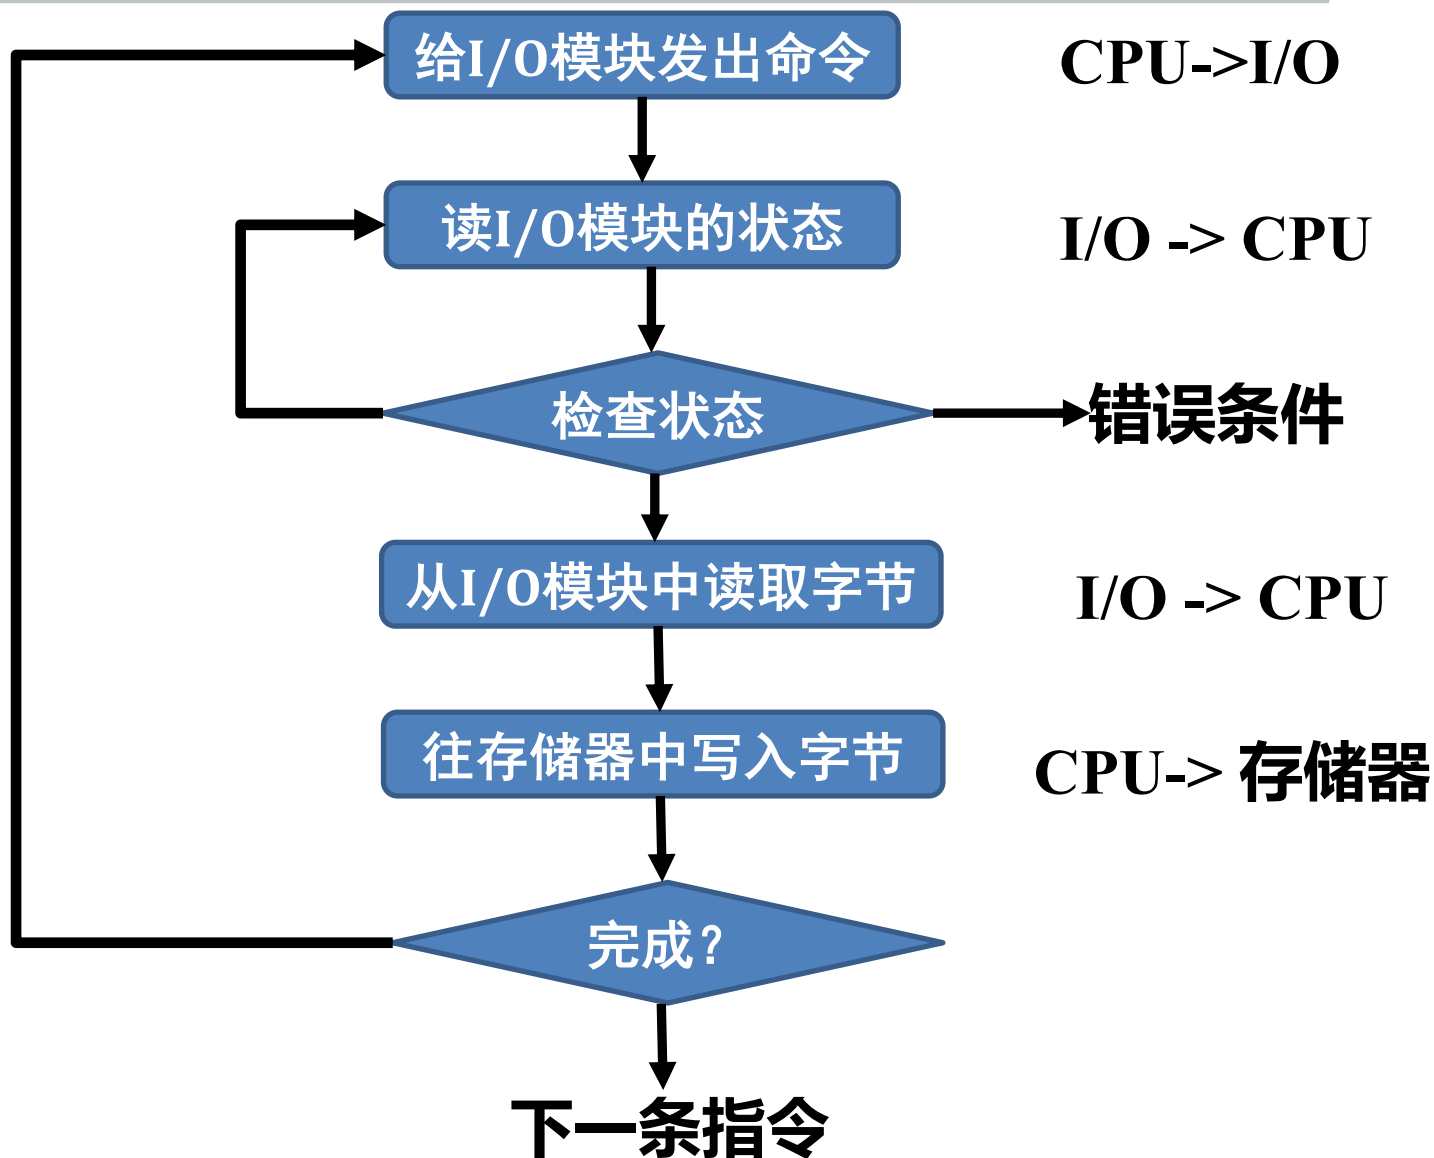 给I/O模块发出命令
CPU->I/O
读I/O模块的状态
I/O -> CPU
检查状态
错误条件
从I/O模块中读取字节
I/O -> CPU
往存储器中写入字节
CPU-> 存储器
完成？
下一条指令